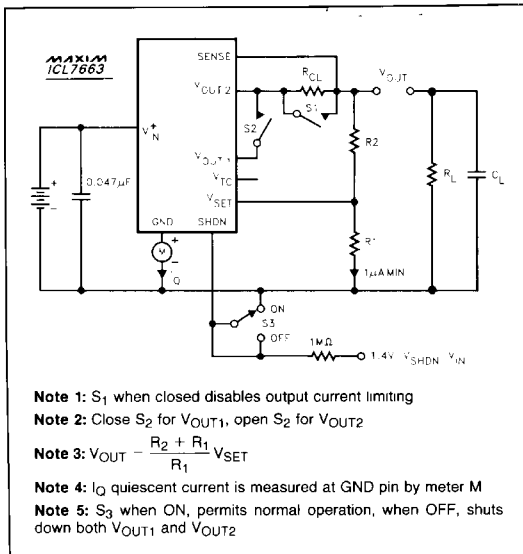 MAXIM
ICL7663
SENSE
VOUT2
RCL
S1
VOUT
S2
V+IN
VOUT1
VTC
VSET
R2
RL
CL
0.047µF
GND
SHDN
M
IQ
R1
1µA MIN
ON
S3
OFF
1MΩ
1.4V VSHDN VIN
Note 1: S1 when closed disables output current limiting
Note 2: Close S2 for VOUT1, open S2 for VOUT2
Note 3: VOUT – R2 + R1 / R1 VSET
Note 4: IQ quiescent current is measured at GND pin by meter M
Note 5: S3 when ON, permits normal operation, when OFF, shuts
down both VOUT1 and VOUT2